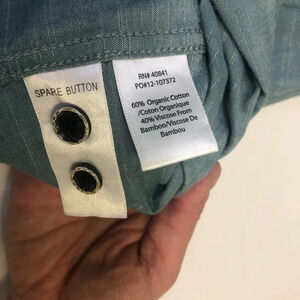 SPARE BUTTON
RN# 40841
PO#12-107372
60% Organic Cotton
/Coton Organique
40% Viscose From
Bamboo/Viscose De
Bambou